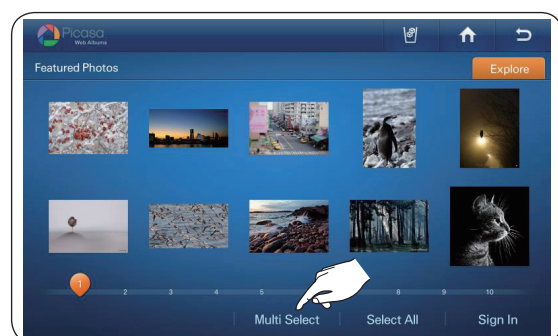 Picasa
Web Albums
Featured Photos
Explore
1 2 3 4 5 8 9 10
Multi Select
Select All
Sign In